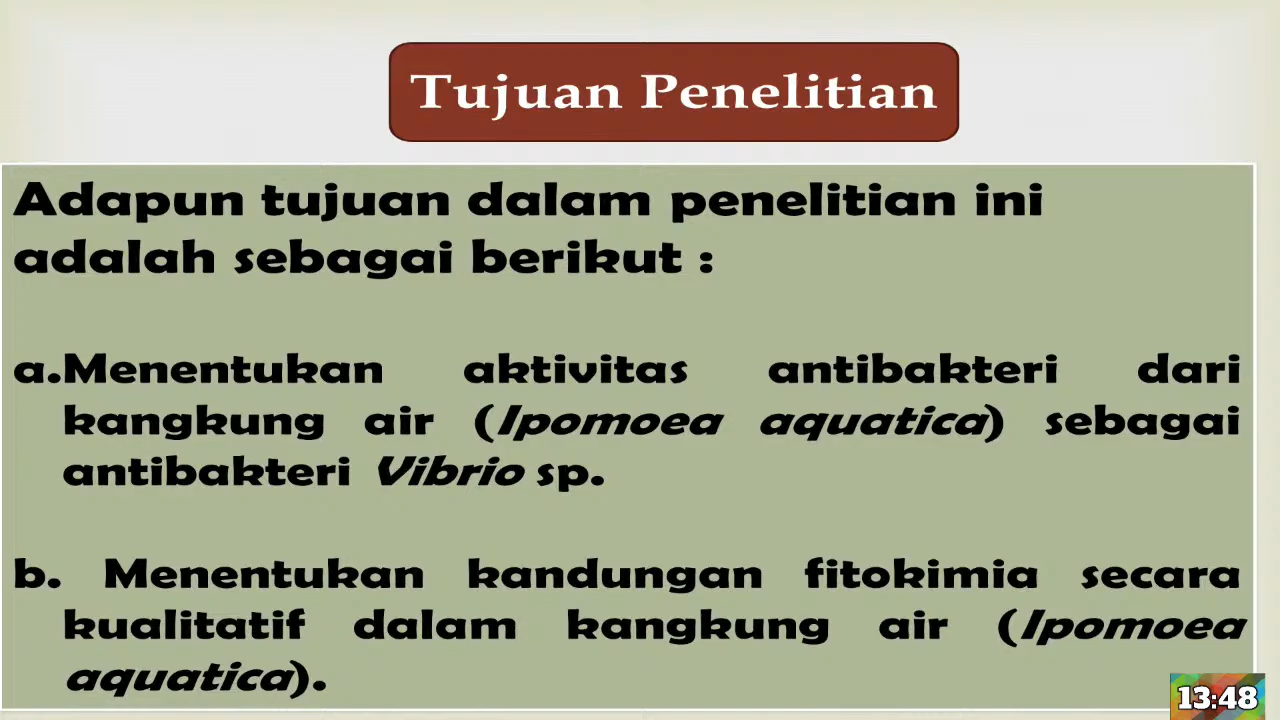 Tujuan Penelitian
Adapun tujuan dalam penelitian ini
adalah sebagai berikut :
a.Menentukan aktivitas antibakteri dari
kangkung air (Ipomoea aquatica) sebagai
antibakteri Vibrio sp.
b. Menentukan kandungan fitokimia secara
kualitatif dalam kangkung air (Ipomoea
aquatica).
13:48